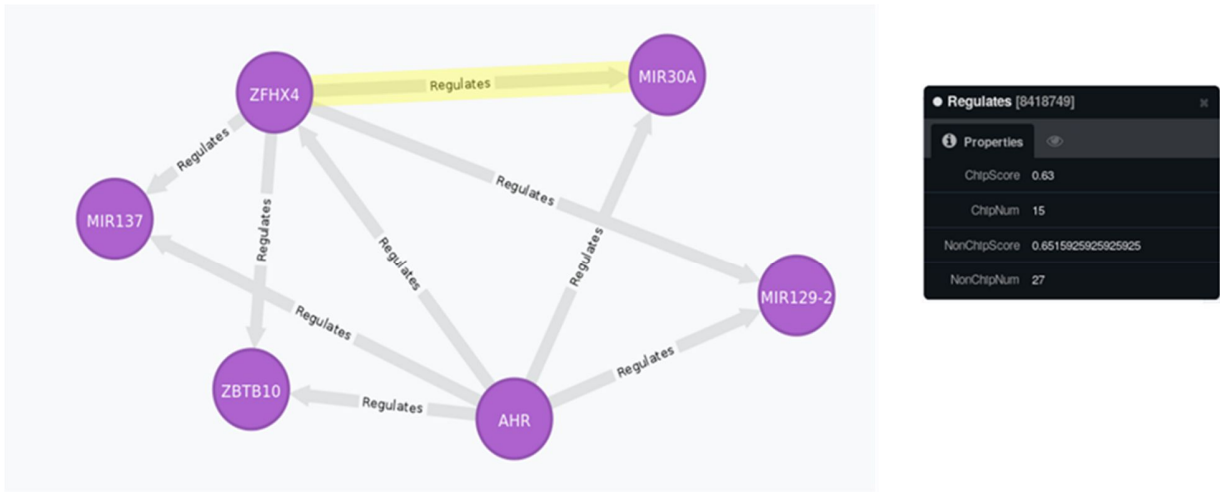 ZFHX4
Regulates
MIR30A
Regulates
Regulates
Regulates
MIR137
Regulates
Regulates
Regulates
MIR129-2
Regulates
Regulates
ZBTB10
Regulates
AHR
Regulates [8418749]
Properties
ChipScore 0.63
ChipNum 15
NonChipScore 0.6515925925925925
NonChipNum 27